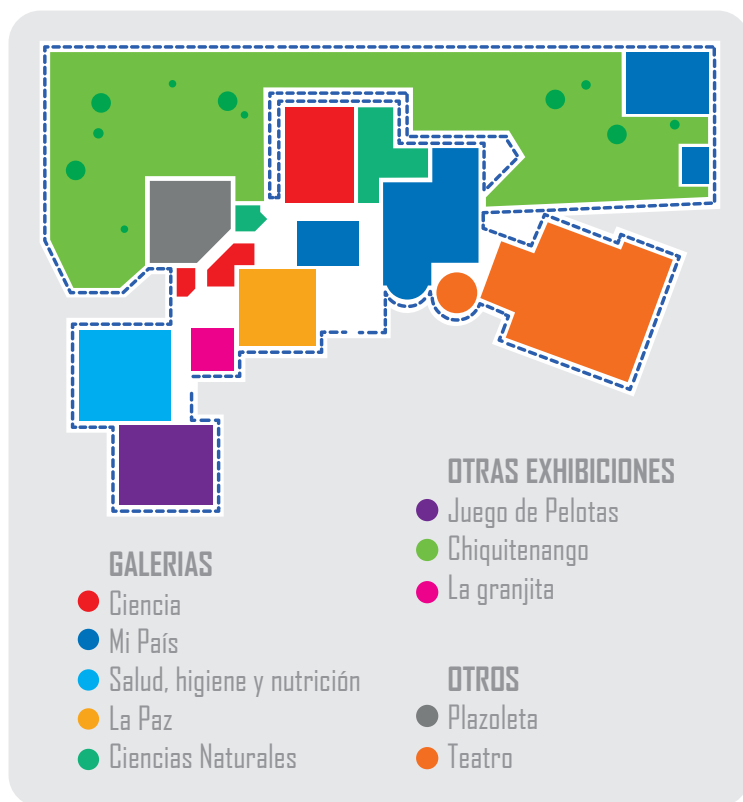 GALERIAS
Ciencia
Mi País
Salud, higiene y nutrición
La Paz
Ciencias Naturales
OTRAS EXHIBICIONES
Juego de Pelotas
Chiquitenango
La granjita
OTROS
Plazoleta
Teatro